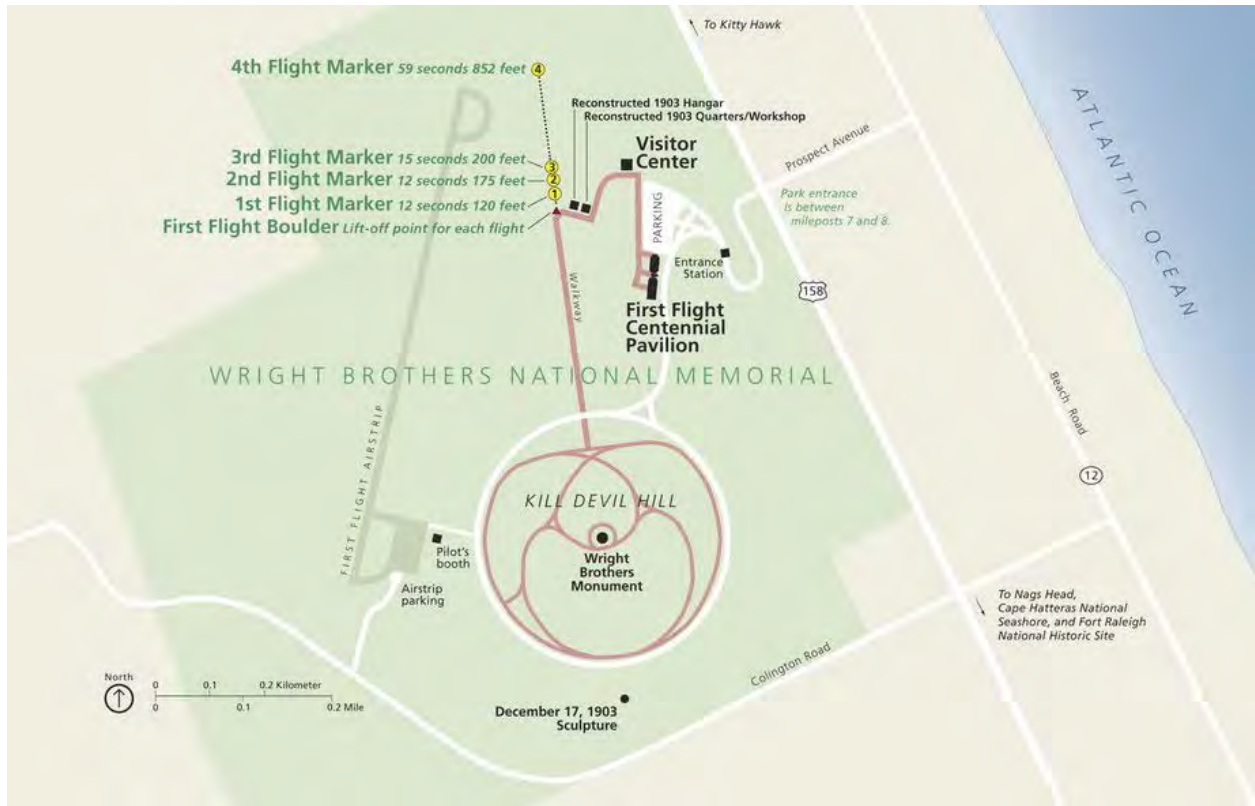 To Kitty Hawk
4th Flight Marker 59 seconds 852 feet
4
Reconstructed 1903 Hangar
Reconstructed 1903 Quarters/Workshop
Visitor
Center
Prospect Avenue
ATLANTIC OCEAN
3rd Flight Marker 15 seconds 200 feet
3
2nd Flight Marker 12 seconds 175 feet
2
1st Flight Marker 12 seconds 120 feet
1
First Flight Boulder Lift-off point for each flight
Park entrance
is between
mileposts 7 and 8.
PARKING
Entrance
Station
Walkway
158
First Flight
Centennial
Pavilion
WRIGHT BROTHERS NATIONAL MEMORIAL
Beach Road
12
FIRST FLIGHT AIRSTRIP
KILL DEVIL HILL
Wright
Brothers
Monument
Pilot's
booth
Airstrip
parking
To Nags Head,
Cape Hatteras National
Seashore, and Fort Raleigh
National Historic Site
Colington Road
North
0 0.1 0.2 Kilometer
0 0.1 0.2 Mile
December 17, 1903
Sculpture